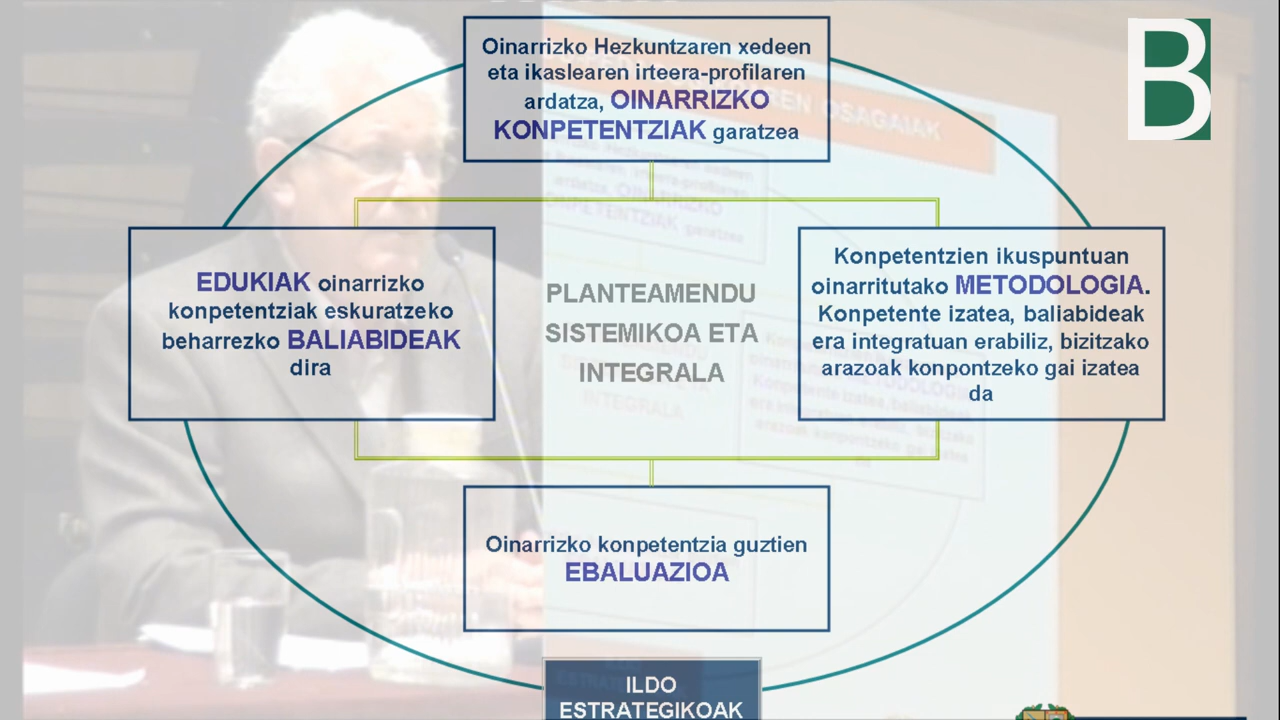 B
Oinarrizko Hezkuntzaren xedeen
eta ikaslearen irteera-profilaren
ardatza, OINARRIZKO
KONPETENTZIAK garatzea
EDUKIAK oinarrizko
konpetentziak eskuratzeko
beharrezko BALIABIDEAK
dira
PLANTEAMENDU
SISTEMIKOA ETA
INTEGRALA
Konpetentzien ikuspuntuan
oinarritutako METODOLOGIA.
Konpetente izatea, baliabideak
era integratuan erabiliz, bizitzako
arazoak konpontzeko gai izatea
da
Oinarrizko konpetentzia guztien
EBALUAZIOA
ILDO
ESTRATEGIKOAK